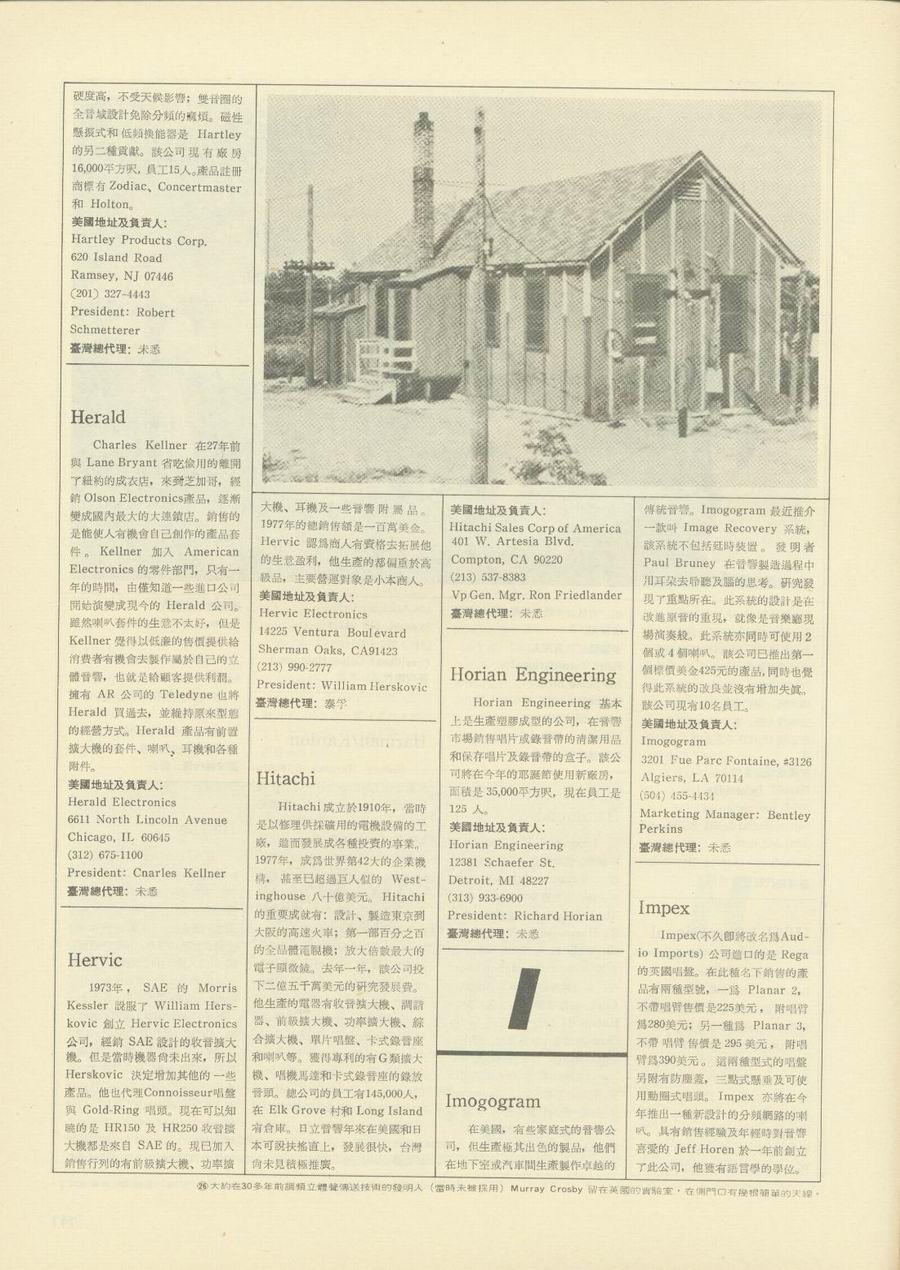 硬度高，不受天候影響；雙音圈的
全音域設計免除分頻的麻煩。磁性
懸振式和低頻換能器是 Hartley
的另二種貢獻。該公司現有廠房
16,000平方呎，員工15人。產品註冊
商標有 Zodiac、Concertmaster
和 Holton。
美國地址及負責人：
Hartley Products Corp.
620 Island Road
Ramsey, NJ 07446
(201) 327-4443
President: Robert
Schmetterer
臺灣總代理：未悉
Herald
Charles Kellner 在27年前
與 Lane Bryant 省吃儉用的離開
了紐約的成衣店，來到芝加哥，經
銷 Olson Electronics產品，逐漸
變成國內最大的大連鎖店。銷售的
是能使人有機會自己創作的產品套
件。Kellner 加入 American
Electronics 的零件部門，只有一
年的時間，由僅知道一些進口公司
開始演變成現今的 Herald 公司。
雖然喇叭套件的生意不太好，但是
Kellner 覺得以低廉的售價提供給
消費者有機會去製作屬於自己的立
體音響，也就是給顧客提供利潤。
擁有 AR 公司的 Teledyne 也將
Herald 買過去，並維持原來型態
的經營方式。Herald 產品有前置
擴大機的套件、喇叭、耳機和各種
附件。
美國地址及負責人：
Herald Electronics
6611 North Lincoln Avenue
Chicago, IL 60645
(312) 675-1100
President: Cnarles Kellner
臺灣總代理：未悉
Hervic
1973年，SAE 的 Morris
Kessler 說服了 William Hers-
kovic 創立 Hervic Electronics
公司，經銷 SAE 設計的收音擴大
機。但是當時機器尙未出來，所以
Herskovic 決定增加其他的一些
產品。他也代理Connoisseur唱盤
與 Gold-Ring 唱頭。現在可以知
曉的是 HR150 及 HR250 收音擴
大機都是來自 SAE 的。現已加入
銷售行列的有前級擴大機、功率擴
大機、耳機及一些音響附屬品。
1977年的總銷售額是一百萬美金。
Hervic 認爲商人有資格去拓展他
的生意盈利，他生產的都偏重於高
級品，主要營運對象是小本商人。
美國地址及負責人：
Hervic Electronics
14225 Ventura Boulevard
Sherman Oaks, CA91423
(213) 990-2777
President: William Herskovic
臺灣總代理：泰孚
Hitachi
Hitachi 成立於1910年，當時
是以修理供採礦用的電機設備的工
廠，進而發展成各種投資的事業。
1977年，成爲世界第42大的企業機
構，甚至已超過巨人似的 West-
inghouse 八十億美元。Hitachi
的重要成就有：設計、製造東京到
大阪的高速火車；第一部百分之百
的全晶體電視機；放大倍數最大的
電子顯微鏡。去年一年，該公司投
下二億五千萬美元的研究發展費。
他生產的電器有收音擴大機、調諧
器、前級擴大機、功率擴大機、綜
合擴大機、單片唱盤、卡式錄音座
和喇叭等。獲得專利的有G類擴大
機、唱機馬達和卡式錄音座的錄放
音頭。總公司的員工有145,000人，
在 Elk Grove 村和 Long Island
有倉庫。日立音響年來在美國和日
本可說扶搖直上，發展很快，台灣
尙未見積極推廣。
美國地址及負責人：
Hitachi Sales Corp of America
401 W. Artesia Blvd.
Compton, CA 90220
(213) 537-8383
Vp Gen. Mgr. Ron Friedlander
臺灣總代理：未悉
Horian Engineering
Horian Engineering 基本
上是生產塑膠成型的公司，在音響
市場銷售唱片或錄音帶的清潔用品
和保存唱片及錄音帶的盒子。該公
司將在今年的耶誕節使用新廠房，
面積是 35,000平方呎，現在員工是
125 人。
美國地址及負責人：
Horian Engineering
12381 Schaefer St.
Detroit, MI 48227
(313) 933-6900
President: Richard Horian
臺灣總代理：未悉
I
Imogogram
在美國，有些家庭式的音響公
司，但生產極其出色的製品，他們
在地下室或汽車間生產製作卓越的
傳統音響。Imogogram 最近推介
一款叫 Image Recovery 系統，
該系統不包括延時裝置。發明者
Paul Bruney 在音響製造過程中
用耳朵去聆聽及腦的思考。研究發
現了重點所在。此系統的設計是在
改進原音的重現，就像是音樂廳現
場演奏般。此系統亦同時可使用 2
個或 4 個喇叭。該公司已推出第一
個標價美金425元的產品，同時也覺
得此系統的改良並沒有增加失眞。
該公司現有10名員工。
美國地址及負責人：
Imogogram
3201 Fue Parc Fontaine, #3126
Algiers, LA 70114
(504) 455-4434
Marketing Manager: Bentley
Perkins
臺灣總代理：未悉
Impex
Impex(不久卽將改名爲Aud-
io Imports) 公司進口的是 Rega
的英國唱盤。在此種名下銷售的產
品有兩種型號，一爲 Planar 2，
不帶唱臂售價是225美元，附唱臂
爲280美元；另一種爲 Planar 3，
不帶唱臂售價是 295 美元，附唱
臂爲390美元。這兩種型式的唱盤
另附有防塵蓋，三點式懸垂及可使
用動圈式唱頭。Impex 亦將在今
年推出一種新設計的分頻網路的喇
叭。具有銷售經驗及年輕時對音響
喜愛的 Jeff Horen 於一年前創立
了此公司，他獲有語言學的學位。
㉖大約在30多年前調頻立體聲傳送技術的發明人（當時未被採用）Murray Crosby 留在英國的實驗室，在側門口有幾根簡單的天線。